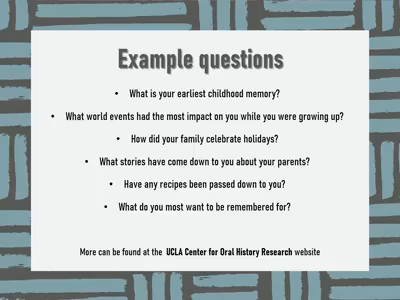 Example questions
• What is your earliest childhood memory?
• What world events had the most impact on you while you were growing up?
• How did your family celebrate holidays?
• What stories have come down to you about your parents?
• Have any recipes been passed down to you?
• What do you most want to be remembered for?
More can be found at the UCLA Center for Oral History Research website